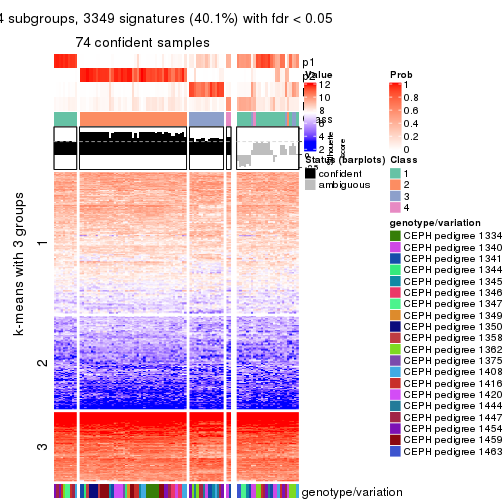 4 subgroups, 3349 signatures (40.1%) with fdr < 0.05
74 confident samples
p1
Value
12
10
8
6
4
2
Prob
1
0.8
0.6
0.4
0.2
0
Status (barplots)
confident
ambiguous
Class
1
2
3
4
genotype/variation
CEPH pedigree 1334
CEPH pedigree 1340
CEPH pedigree 1341
CEPH pedigree 1344
CEPH pedigree 1345
CEPH pedigree 1346
CEPH pedigree 1347
CEPH pedigree 1349
CEPH pedigree 1350
CEPH pedigree 1358
CEPH pedigree 1362
CEPH pedigree 1375
CEPH pedigree 1408
CEPH pedigree 1416
CEPH pedigree 1420
CEPH pedigree 1444
CEPH pedigree 1447
CEPH pedigree 1454
CEPH pedigree 1459
CEPH pedigree 1463
k-means with 3 groups
1
2
3
genotype/variation